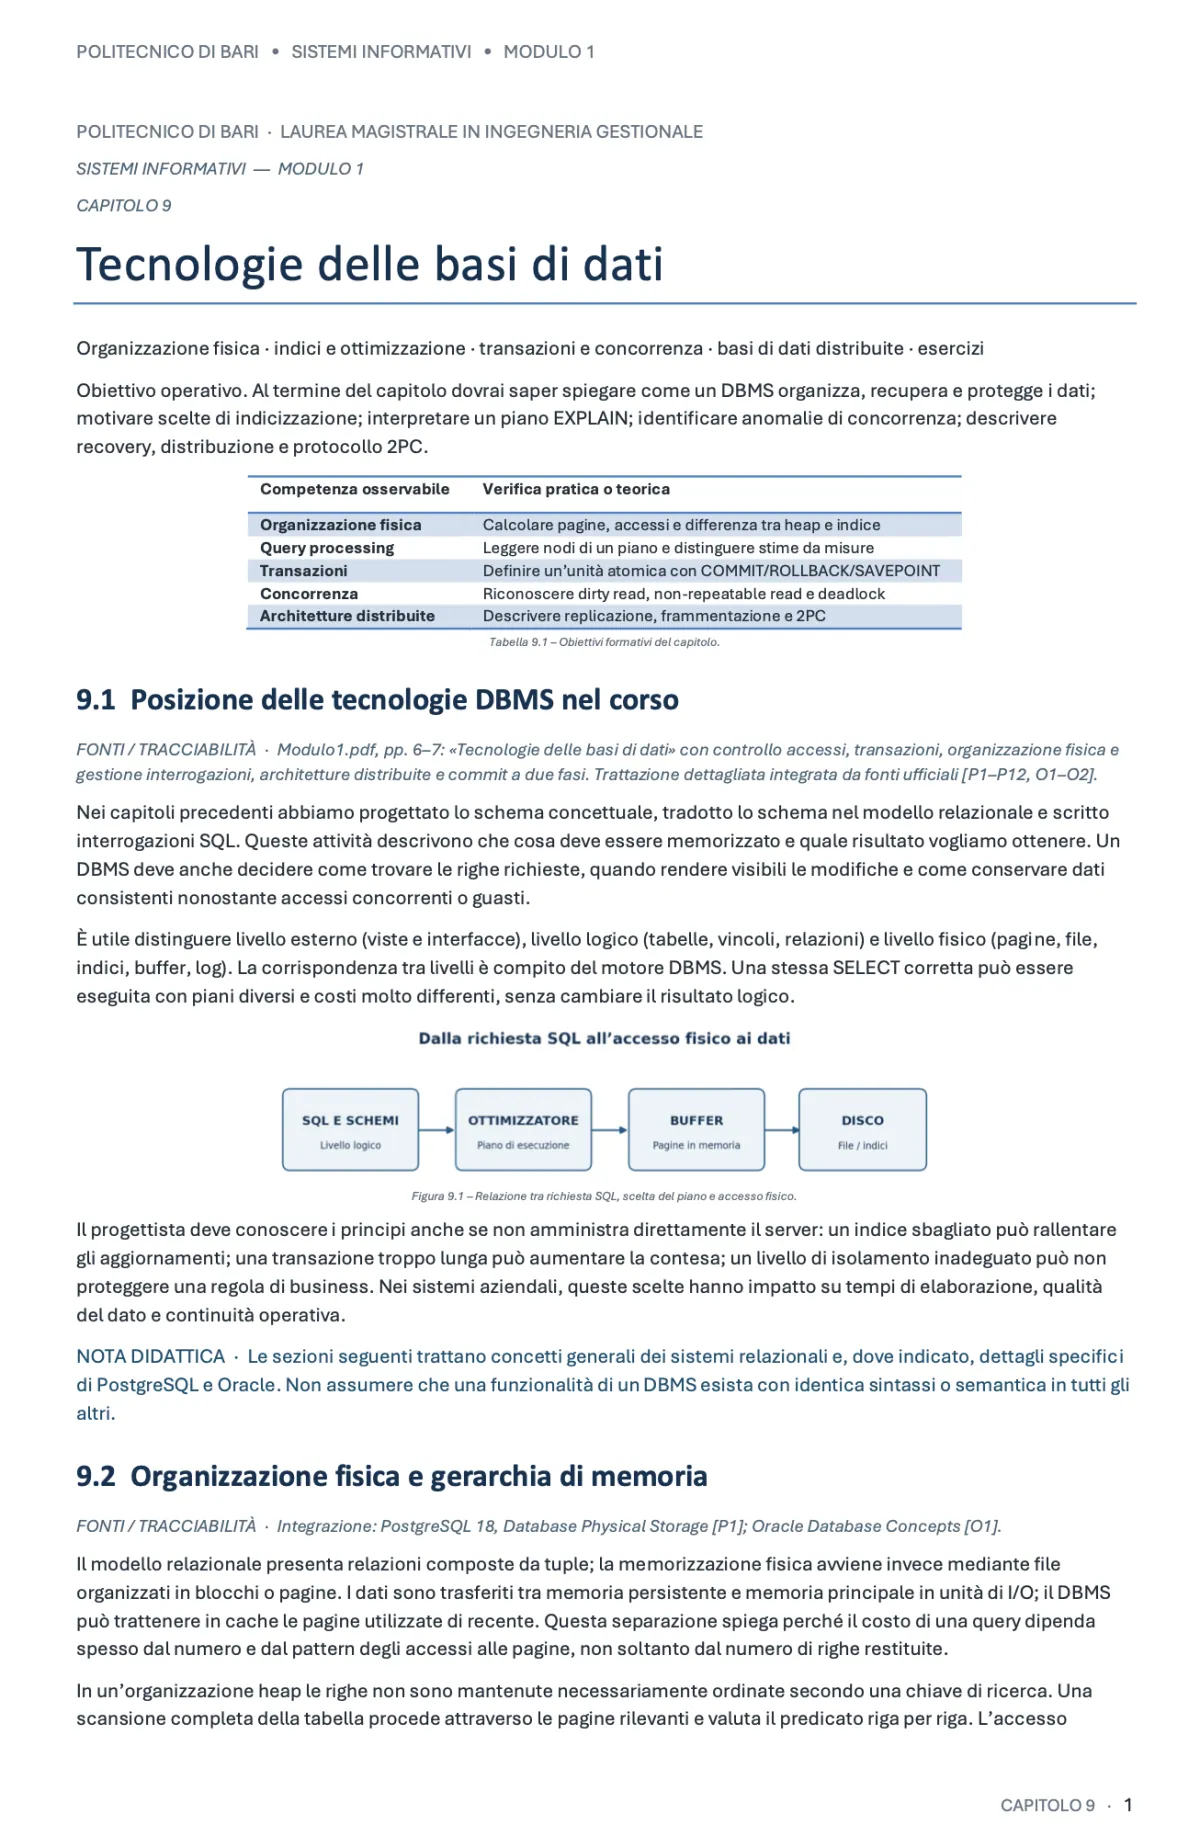 POLITECNICO DI BARI • SISTEMI INFORMATIVI • MODULO 1
POLITECNICO DI BARI · LAUREA MAGISTRALE IN INGEGNERIA GESTIONALE
SISTEMI INFORMATIVI — MODULO 1
CAPITOLO 9
Tecnologie delle basi di dati
Organizzazione fisica · indici e ottimizzazione · transazioni e concorrenza · basi di dati distribuite · esercizi
Obiettivo operativo. Al termine del capitolo dovrai saper spiegare come un DBMS organizza, recupera e protegge i dati;
motivare scelte di indicizzazione; interpretare un piano EXPLAIN; identificare anomalie di concorrenza; descrivere
recovery, distribuzione e protocollo 2PC.
Competenza osservabile Verifica pratica o teorica
Organizzazione fisica Calcolare pagine, accessi e differenza tra heap e indice
Query processing Leggere nodi di un piano e distinguere stime da misure
Transazioni Definire un’unità atomica con COMMIT/ROLLBACK/SAVEPOINT
Concorrenza Riconoscere dirty read, non-repeatable read e deadlock
Architetture distribuite Descrivere replicazione, frammentazione e 2PC
Tabella 9.1 – Obiettivi formativi del capitolo.
9.1 Posizione delle tecnologie DBMS nel corso
FONTI / TRACCIABILITÀ · Modulo1.pdf, pp. 6–7: «Tecnologie delle basi di dati» con controllo accessi, transazioni, organizzazione fisica e
gestione interrogazioni, architetture distribuite e commit a due fasi. Trattazione dettagliata integrata da fonti ufficiali [P1–P12, O1–O2].
Nei capitoli precedenti abbiamo progettato lo schema concettuale, tradotto lo schema nel modello relazionale e scritto
interrogazioni SQL. Queste attività descrivono che cosa deve essere memorizzato e quale risultato vogliamo ottenere. Un
DBMS deve anche decidere come trovare le righe richieste, quando rendere visibili le modifiche e come conservare dati
consistenti nonostante accessi concorrenti o guasti.
È utile distinguere livello esterno (viste e interfacce), livello logico (tabelle, vincoli, relazioni) e livello fisico (pagine, file,
indici, buffer, log). La corrispondenza tra livelli è compito del motore DBMS. Una stessa SELECT corretta può essere
eseguita con piani diversi e costi molto differenti, senza cambiare il risultato logico.
Dalla richiesta SQL all’accesso fisico ai dati
SQL E SCHEMI OTTIMIZZATORE BUFFER DISCO
Livello logico Piano di esecuzione Pagine in memoria File / indici
Figura 9.1 – Relazione tra richiesta SQL, scelta del piano e accesso fisico.
Il progettista deve conoscere i principi anche se non amministra direttamente il server: un indice sbagliato può rallentare
gli aggiornamenti; una transazione troppo lunga può aumentare la contesa; un livello di isolamento inadeguato può non
proteggere una regola di business. Nei sistemi aziendali, queste scelte hanno impatto su tempi di elaborazione, qualità
del dato e continuità operativa.
NOTA DIDATTICA · Le sezioni seguenti trattano concetti generali dei sistemi relazionali e, dove indicato, dettagli specifici
di PostgreSQL e Oracle. Non assumere che una funzionalità di un DBMS esista con identica sintassi o semantica in tutti gli
altri.
9.2 Organizzazione fisica e gerarchia di memoria
FONTI / TRACCIABILITÀ · Integrazione: PostgreSQL 18, Database Physical Storage [P1]; Oracle Database Concepts [O1].
Il modello relazionale presenta relazioni composte da tuple; la memorizzazione fisica avviene invece mediante file
organizzati in blocchi o pagine. I dati sono trasferiti tra memoria persistente e memoria principale in unità di I/O; il DBMS
può trattenere in cache le pagine utilizzate di recente. Questa separazione spiega perché il costo di una query dipenda
spesso dal numero e dal pattern degli accessi alle pagine, non soltanto dal numero di righe restituite.
In un’organizzazione heap le righe non sono mantenute necessariamente ordinate secondo una chiave di ricerca. Una
scansione completa della tabella procede attraverso le pagine rilevanti e valuta il predicato riga per riga. L’accesso
CAPITOLO 9 · 1